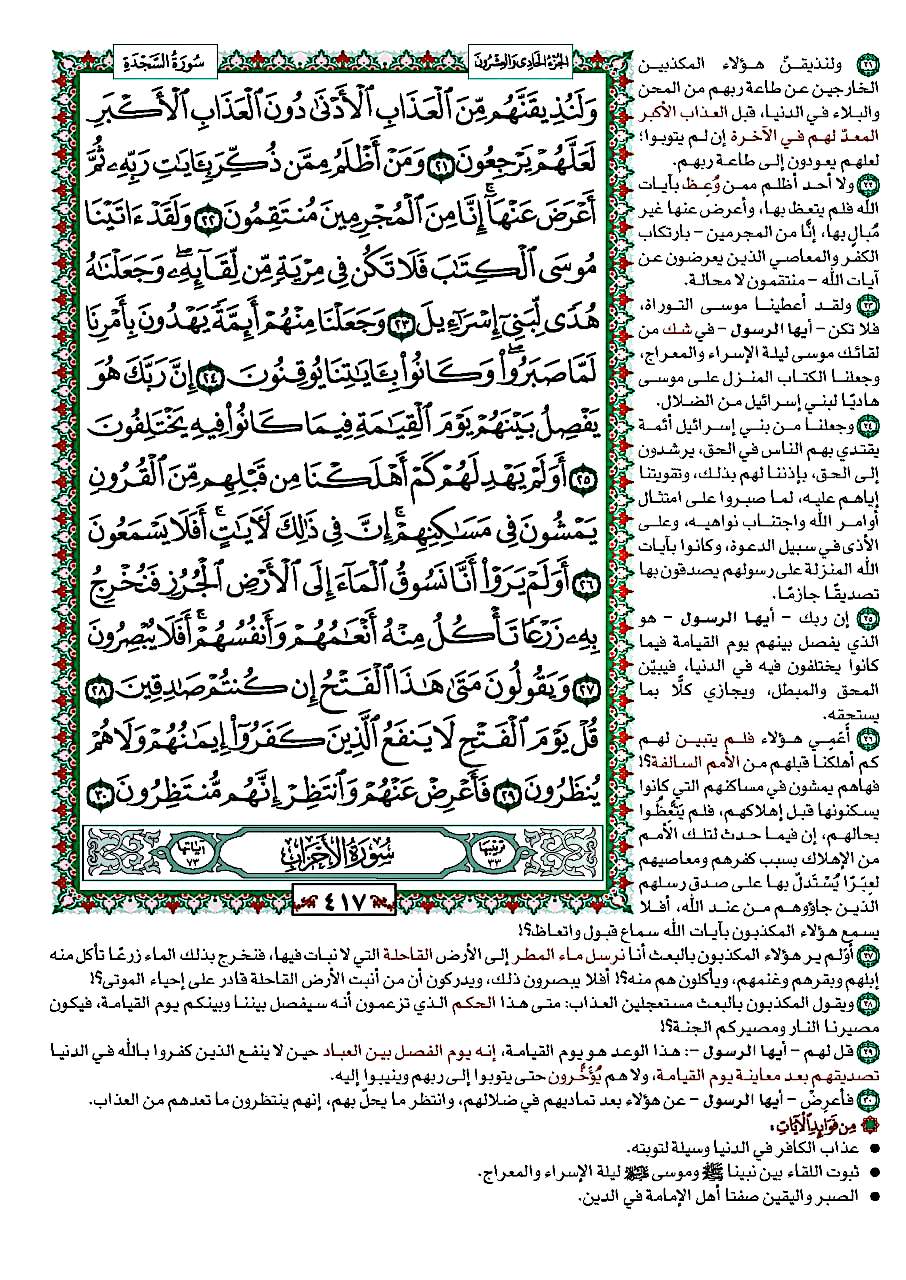 سُورَةُ السَّجْدَةِ
الجُزْءُ الحَادِي وَالعِشْرُونَ
وَلَنُذِيقَنَّهُم مِّنَ ٱلْعَذَابِ ٱلْأَدْنَىٰ دُونَ ٱلْعَذَابِ ٱلْأَكْبَرِ
لَعَلَّهُمْ يَرْجِعُونَ ۝٢١ وَمَنْ أَظْلَمُ مِمَّن ذُكِّرَ بِـَٔايَٰتِ رَبِّهِۦ ثُمَّ
أَعْرَضَ عَنْهَآۚ إِنَّا مِنَ ٱلْمُجْرِمِينَ مُنتَقِمُونَ ۝٢٢ وَلَقَدْ ءَاتَيْنَا
مُوسَى ٱلْكِتَٰبَ فَلَا تَكُن فِي مِرْيَةٍ مِّن لِّقَآئِهِۦۖ وَجَعَلْنَٰهُ
هُدًى لِّبَنِىٓ إِسْرَٰٓءِيلَ ۝٢٣ وَجَعَلْنَا مِنْهُمْ أَئِمَّةً يَهْدُونَ بِأَمْرِنَا
لَمَّا صَبَرُوا۟ۖ وَكَانُوا۟ بِـَٔايَٰتِنَا يُوقِنُونَ ۝٢٤ إِنَّ رَبَّكَ هُوَ
يَفْصِلُ بَيْنَهُمْ يَوْمَ ٱلْقِيَٰمَةِ فِيمَا كَانُوا۟ فِيهِ يَخْتَلِفُونَ
۝٢٥ أَوَلَمْ يَهْدِ لَهُمْ كَمْ أَهْلَكْنَا مِن قَبْلِهِم مِّنَ ٱلْقُرُونِ
يَمْشُونَ فِي مَسَٰكِنِهِمْۚ إِنَّ فِي ذَٰلِكَ لَءَايَٰتٍۚ أَفَلَا يَسْمَعُونَ
۝٢٦ أَوَلَمْ يَرَوْا۟ أَنَّا نَسُوقُ ٱلْمَآءَ إِلَى ٱلْأَرْضِ ٱلْجُرُزِ فَنُخْرِجُ
بِهِۦ زَرْعًا تَأْكُلُ مِنْهُ أَنْعَٰمُهُمْ وَأَنفُسُهُمْۚ أَفَلَا يُبْصِرُونَ
۝٢٧ وَيَقُولُونَ مَتَىٰ هَٰذَا ٱلْفَتْحُ إِن كُنتُمْ صَٰدِقِينَ ۝٢٨
قُلْ يَوْمَ ٱلْفَتْحِ لَا يَنفَعُ ٱلَّذِينَ كَفَرُوٓا۟ إِيمَٰنُهُمْ وَلَا هُمْ
يُنظَرُونَ ۝٢٩ فَأَعْرِضْ عَنْهُمْ وَٱنتَظِرْ إِنَّهُم مُّنتَظِرُونَ ۝٣٠
ترتيبها ٣٣ سُورَةُ الأَحْزَابِ آياتها ٧٣
٤١٧
٢١ ولنذيقنّ هؤلاء المكذبين
الخارجين عن طاعة ربهم من المحن
والبلاء في الدنيا، قبل العذاب الأكبر
المعدّ لهم في الآخرة إن لم يتوبوا؛
لعلهم يعودون إلى طاعة ربهم.
٢٢ ولا أحد أظلم ممن وُعِظ بآيات
الله فلم يتعظ بها، وأعرض عنها غير
مُبالٍ بها، إنَّا من المجرمين – بارتكاب
الكفر والمعاصي الذين يعرضون عن
آيات الله – منتقمون لا محالة.
٢٣ ولقد أعطينا موسى التوراة،
فلا تكن – أيها الرسول – في شك من
لقائك موسى ليلة الإسراء والمعراج،
وجعلنا الكتاب المنزل على موسى
هاديًا لبني إسرائيل من الضلال.
٢٤ وجعلنا من بني إسرائيل أئمة
يقتدي بهم الناس في الحق، يرشدون
إلى الحق، بإذننا لهم بذلك، وتقويتنا
إياهم عليه، لما صبروا على امتثال
أوامر الله واجتناب نواهيه، وعلى
الأذى في سبيل الدعوة، وكانوا بآيات
الله المنزلة على رسولهم يصدقون بها
تصديقًا جازمًا.
٢٥ إن ربك – أيها الرسول – هو
الذي يفصل بينهم يوم القيامة فيما
كانوا يختلفون فيه في الدنيا، فيبيّن
المحق والمبطل، ويجازي كلًّا بما
يستحقه.
٢٦ أعَمِي هؤلاء فلم يتبين لهم
كم أهلكنا قبلهم من الأمم السالفة؟!
فهاهم يمشون في مساكنهم التي كانوا
يسكنونها قبل إهلاكهم، فلم يتَّعظُوا
بحالهم، إن فيما حدث لتلك الأمم
من الإهلاك بسبب كفرهم ومعاصيهم
لعِبَرًا يُسْتَدلّ بها على صدق رسلهم
الذين جاؤوهم من عند الله، أفلا
يسمع هؤلاء المكذبون بآيات الله سماع قبول واتعاظ؟!
٢٧ أوَلم ير هؤلاء المكذبون بالبعث أنا نرسل ماء المطر إلى الأرض القاحلة التي لا نبات فيها، فنخرج بذلك الماء زرعًا تأكل منه
إبلهم وبقرهم وغنمهم، ويأكلون هم منه؟! أفلا يبصرون ذلك، ويدركون أن من أنبت الأرض القاحلة قادر على إحياء الموتى؟!
٢٨ ويقول المكذبون بالبعث مستعجلين العذاب: متى هذا الحكم الذي تزعمون أنه سيفصل بيننا وبينكم يوم القيامة، فيكون
مصيرنا النار ومصيركم الجنة؟!
٢٩ قل لهم – أيها الرسول –: هذا الوعد هو يوم القيامة، إنه يوم الفصل بين العباد حين لا ينفع الذين كفروا بالله في الدنيا
تصديقهم بعد معاينة يوم القيامة، ولا هم يُؤَخَّرون حتى يتوبوا إلى ربهم وينيبوا إليه.
٣٠ فأعرضْ – أيها الرسول – عن هؤلاء بعد تماديهم في ضلالهم، وانتظر ما يحلّ بهم، إنهم ينتظرون ما تعدهم من العذاب.
مِن فَوَائِدِ الآيَاتِ:
• عذاب الكافر في الدنيا وسيلة لتوبته.
• ثبوت اللقاء بين نبينا ﷺ وموسى عليه السلام ليلة الإسراء والمعراج.
• الصبر واليقين صفتا أهل الإمامة في الدين.